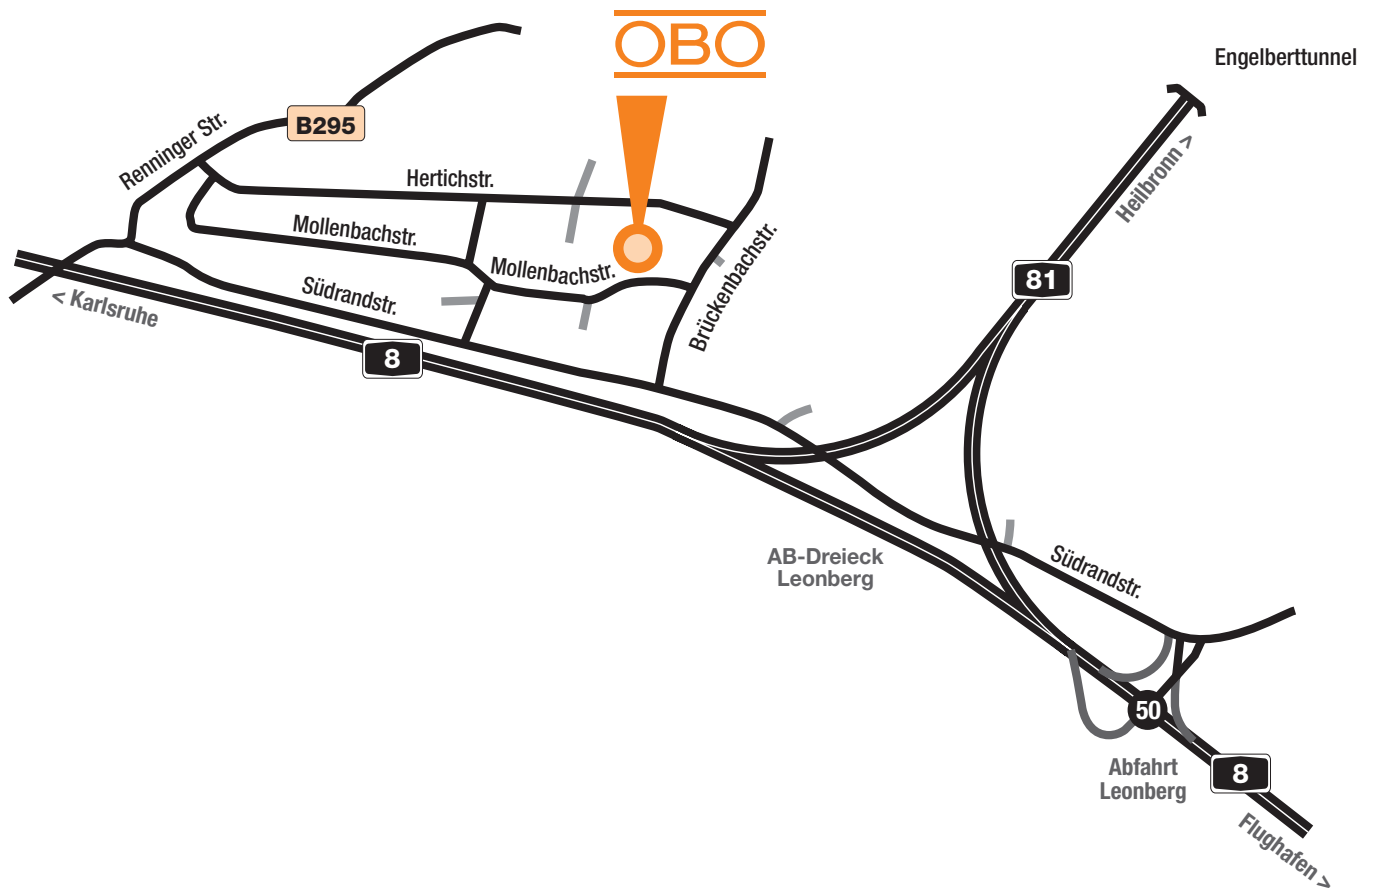 OBO
Engelberttunnel
B295
Renninger Str.
Heilbronn >
Hertichstr.
Mollenbachstr.
Mollenbachstr.
Brückenbachstr.
81
Südrandstr.
< Karlsruhe
8
AB-Dreieck
Leonberg
Südrandstr.
50
Abfahrt
Leonberg
8
Flughafen >